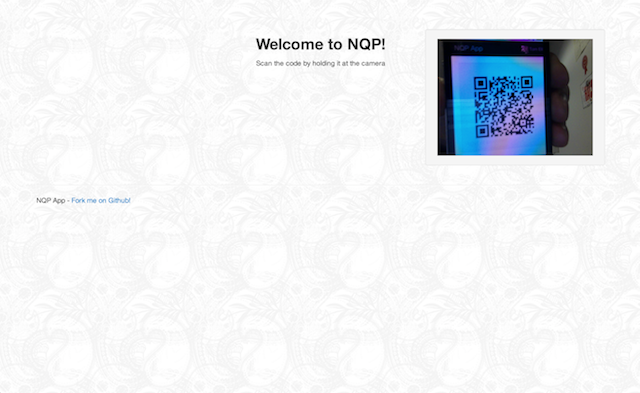 Welcome to NQP!
Scan the code by holding it at the camera
NQP App
NQP App - Fork me on Github!